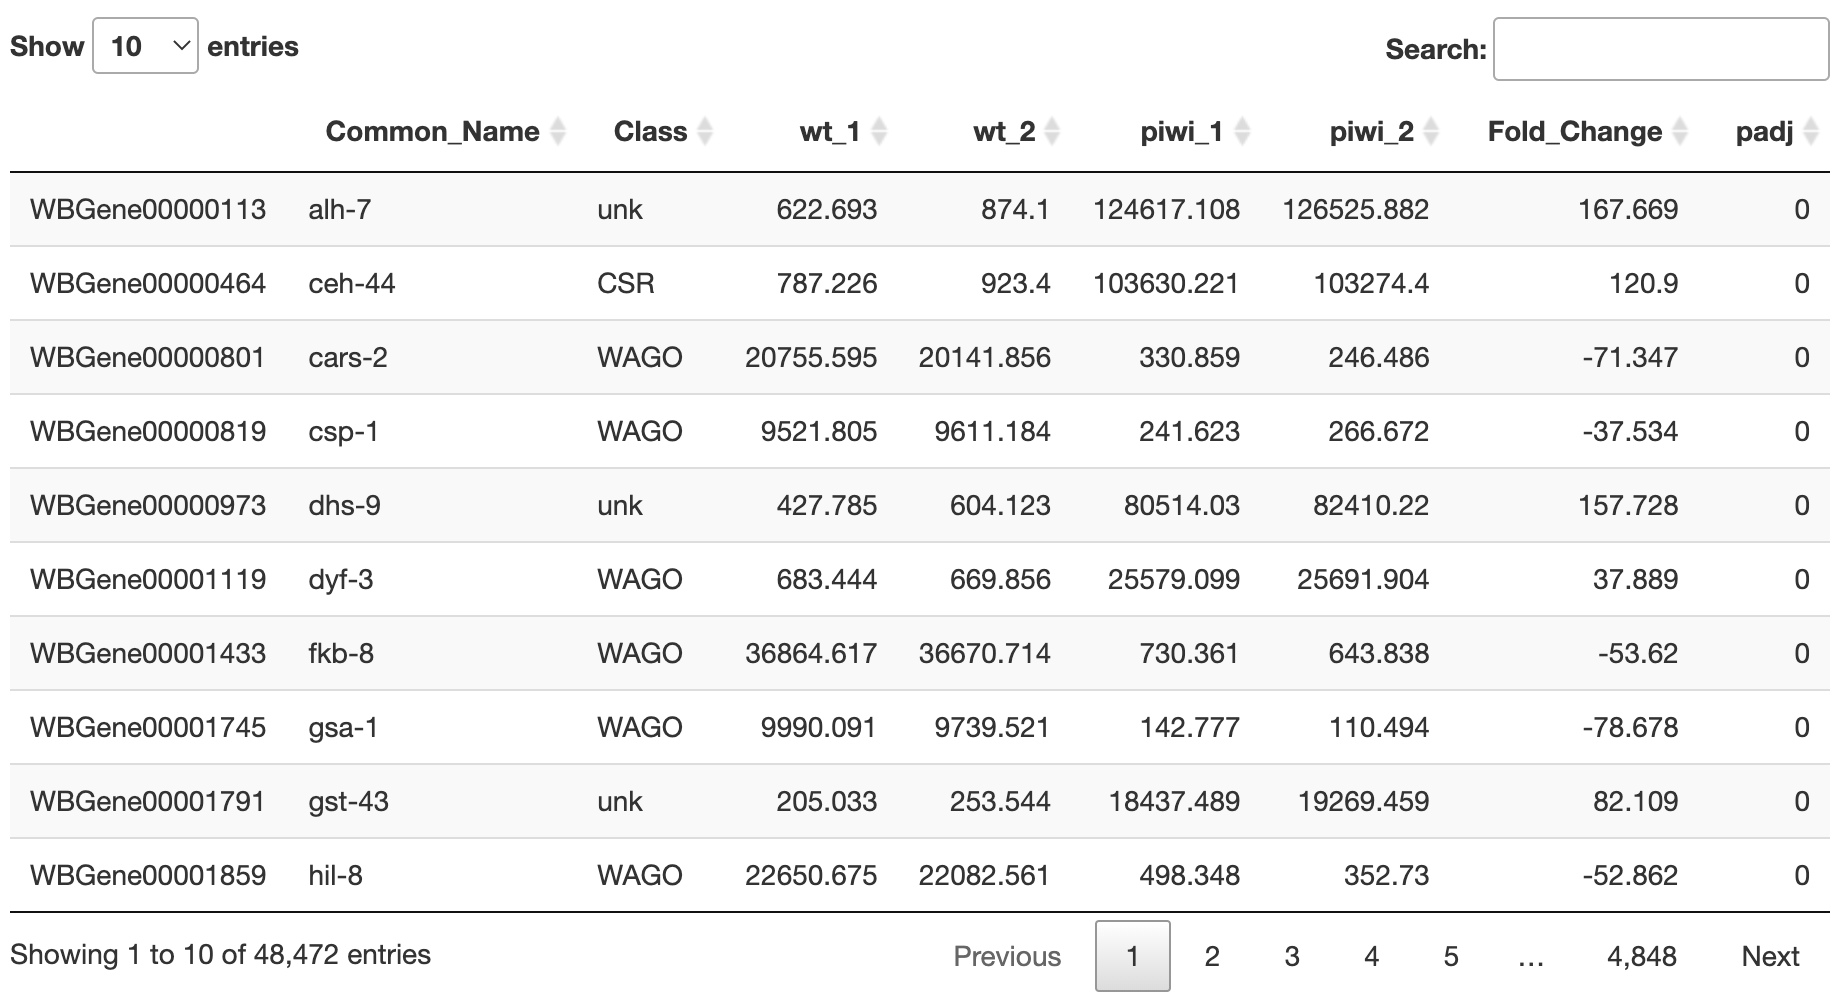 Show 10 entries Search:
Common_Name Class wt_1 wt_2 piwi_1 piwi_2 Fold_Change padj
WBGene00000113 alh-7 unk 622.693 874.1 124617.108 126525.882 167.669 0
WBGene00000464 ceh-44 CSR 787.226 923.4 103630.221 103274.4 120.9 0
WBGene00000801 cars-2 WAGO 20755.595 20141.856 330.859 246.486 -71.347 0
WBGene00000819 csp-1 WAGO 9521.805 9611.184 241.623 266.672 -37.534 0
WBGene00000973 dhs-9 unk 427.785 604.123 80514.03 82410.22 157.728 0
WBGene00001119 dyf-3 WAGO 683.444 669.856 25579.099 25691.904 37.889 0
WBGene00001433 fkb-8 WAGO 36864.617 36670.714 730.361 643.838 -53.62 0
WBGene00001745 gsa-1 WAGO 9990.091 9739.521 142.777 110.494 -78.678 0
WBGene00001791 gst-43 unk 205.033 253.544 18437.489 19269.459 82.109 0
WBGene00001859 hil-8 WAGO 22650.675 22082.561 498.348 352.73 -52.862 0
Showing 1 to 10 of 48,472 entries Previous 1 2 3 4 5 … 4,848 Next